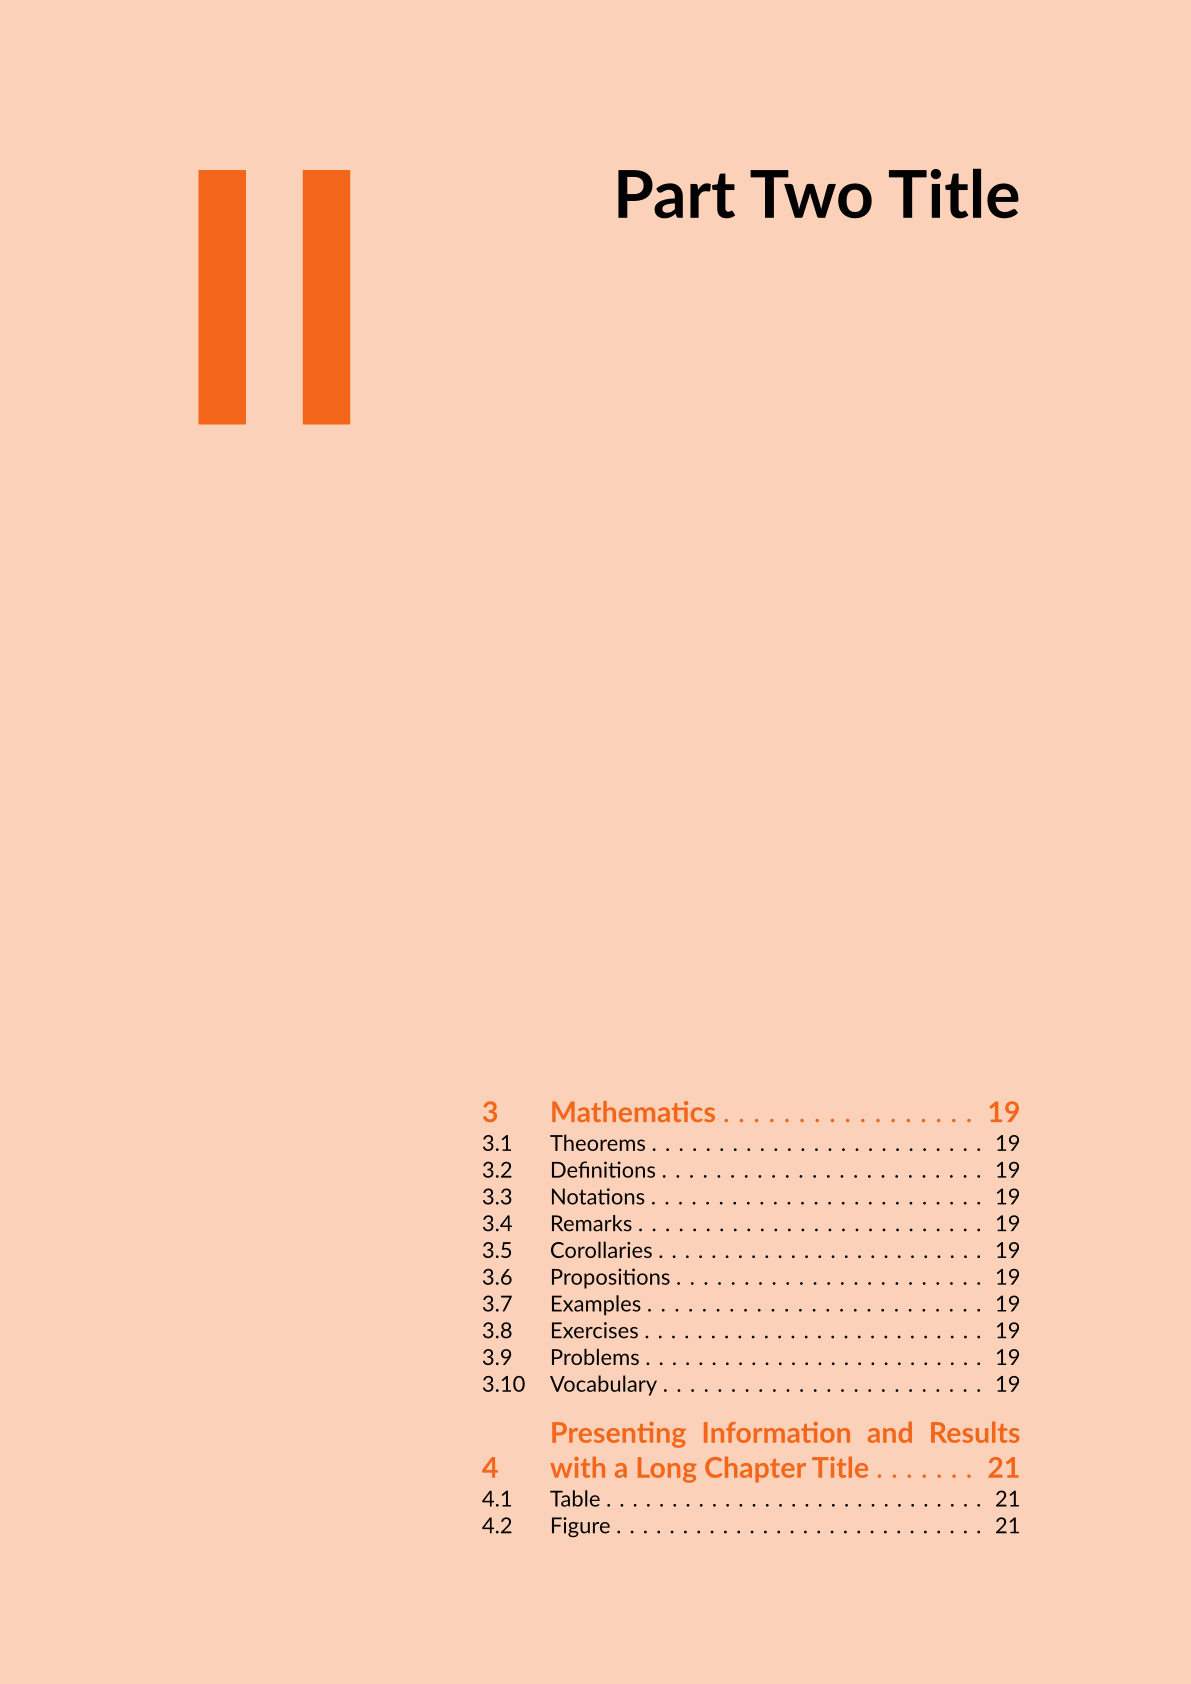 II
Part Two Title
3 Mathematics . . . . . . . . . . . . . . . . . 19
3.1 Theorems . . . . . . . . . . . . . . . . . . . . . . . . . 19
3.2 Definitions . . . . . . . . . . . . . . . . . . . . . . . . 19
3.3 Notations . . . . . . . . . . . . . . . . . . . . . . . . . 19
3.4 Remarks . . . . . . . . . . . . . . . . . . . . . . . . . . 19
3.5 Corollaries . . . . . . . . . . . . . . . . . . . . . . . . . 19
3.6 Propositions . . . . . . . . . . . . . . . . . . . . . . . 19
3.7 Examples . . . . . . . . . . . . . . . . . . . . . . . . . 19
3.8 Exercises . . . . . . . . . . . . . . . . . . . . . . . . . . 19
3.9 Problems . . . . . . . . . . . . . . . . . . . . . . . . . . 19
3.10 Vocabulary . . . . . . . . . . . . . . . . . . . . . . . . 19
Presenting Information and Results
4 with a Long Chapter Title . . . . . . . 21
4.1 Table . . . . . . . . . . . . . . . . . . . . . . . . . . . . . 21
4.2 Figure . . . . . . . . . . . . . . . . . . . . . . . . . . . . 21